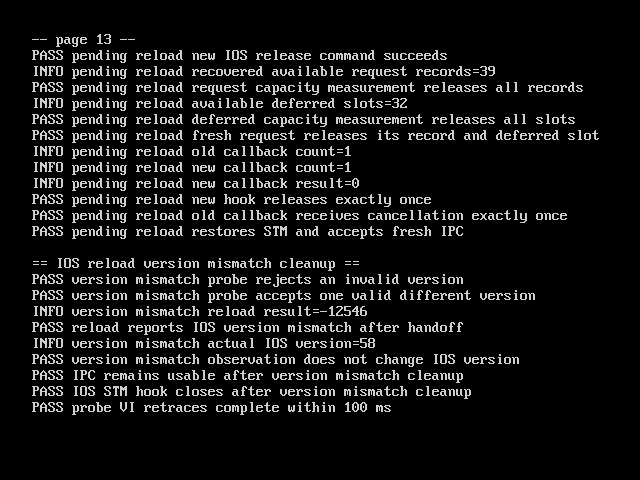 -- page 13 --
PASS pending reload new IOS release command succeeds
INFO pending reload recovered available request records=39
PASS pending reload request capacity measurement releases all records
INFO pending reload available deferred slots=32
PASS pending reload deferred capacity measurement releases all slots
PASS pending reload fresh request releases its record and deferred slot
INFO pending reload old callback count=1
INFO pending reload new callback count=1
INFO pending reload new callback result=0
PASS pending reload new hook releases exactly once
PASS pending reload old callback receives cancellation exactly once
PASS pending reload restores STM and accepts fresh IPC
== IOS reload version mismatch cleanup ==
PASS version mismatch probe rejects an invalid version
PASS version mismatch probe accepts one valid different version
INFO version mismatch reload result=-12546
PASS reload reports IOS version mismatch after handoff
INFO version mismatch actual IOS version=58
PASS version mismatch observation does not change IOS version
PASS IPC remains usable after version mismatch cleanup
PASS IOS STM hook closes after version mismatch cleanup
PASS probe VI retraces complete within 100 ms